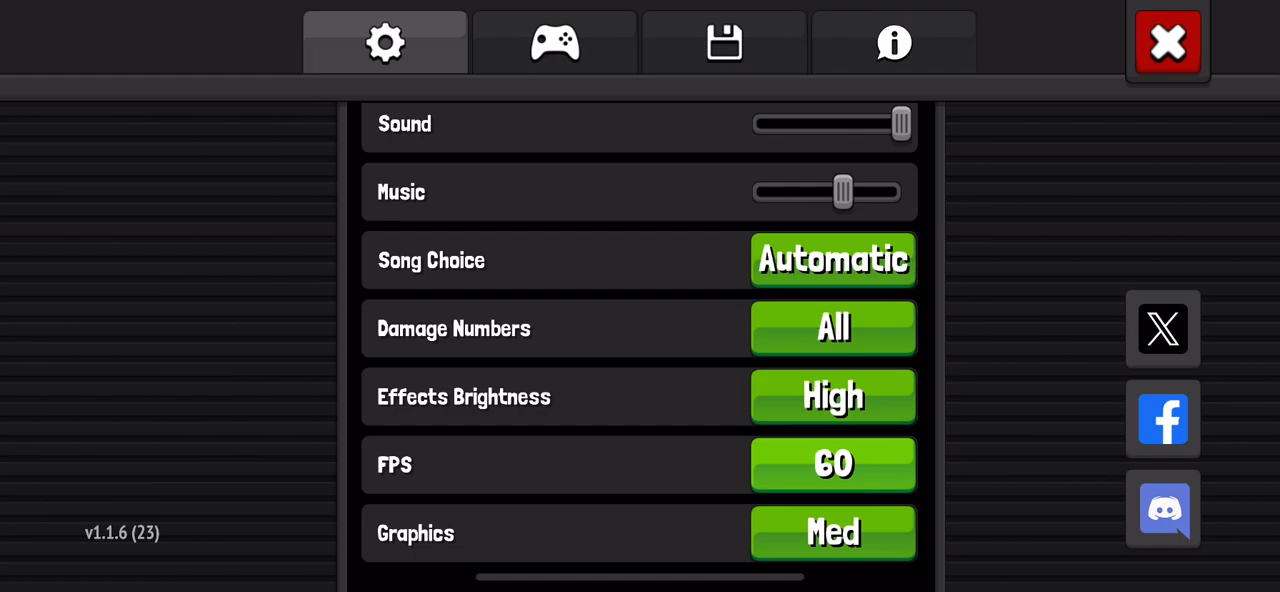 Sound
Music
Song Choice Automatic
Damage Numbers All
Effects Brightness High
FPS 60
Graphics Med
v1.1.6 (23)